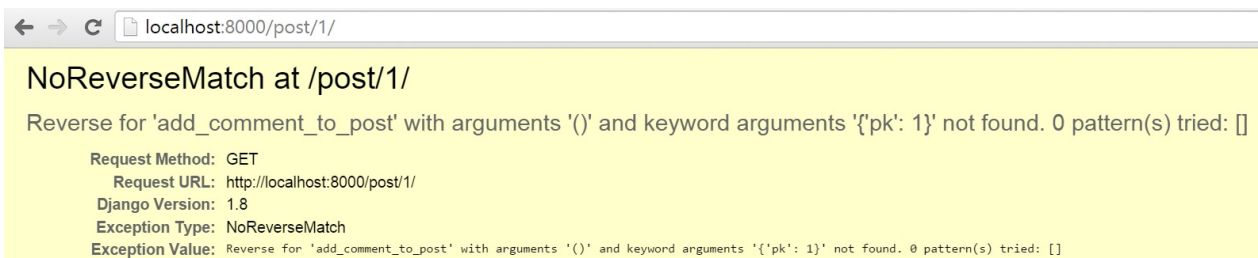 localhost:8000/post/1/
NoReverseMatch at /post/1/
Reverse for 'add_comment_to_post' with arguments '()' and keyword arguments '{'pk': 1}' not found. 0 pattern(s) tried: []
Request Method: GET
Request URL: http://localhost:8000/post/1/
Django Version: 1.8
Exception Type: NoReverseMatch
Exception Value: Reverse for 'add_comment_to_post' with arguments '()' and keyword arguments '{'pk': 1}' not found. 0 pattern(s) tried: []